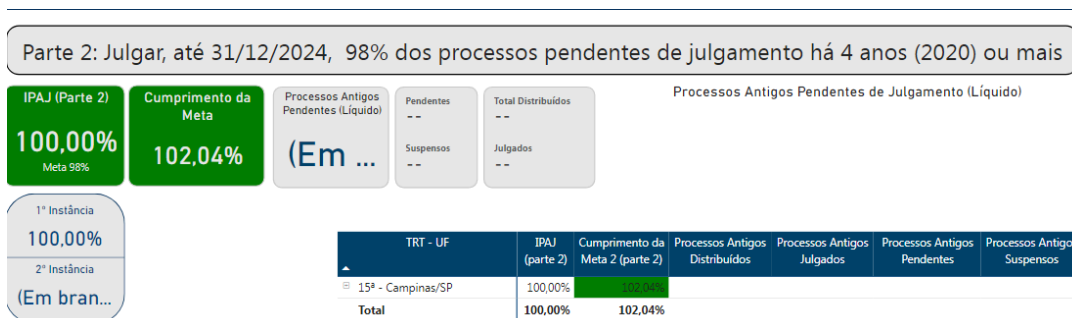 Parte 2: Julgar, até 31/12/2024, 98% dos processos pendentes de julgamento há 4 anos (2020) ou mais
IPAJ (Parte 2)
100,00%
Meta 98%
Cumprimento da
Meta
102,04%
Processos Antigos
Pendentes (Líquido)
(Em ...
Pendentes
--
Suspensos
--
Total Distribuídos
--
Julgados
--
Processos Antigos Pendentes de Julgamento (Líquido)
1ª Instância
100,00%
2ª Instância
(Em bran...
TRT - UF IPAJ (parte 2) Cumprimento da Meta 2 (parte 2) Processos Antigos Distribuídos Processos Antigos Julgados Processos Antigos Pendentes Processos Antigo Suspensos
15ª - Campinas/SP 100,00% 102,04%
Total 100,00% 102,04%